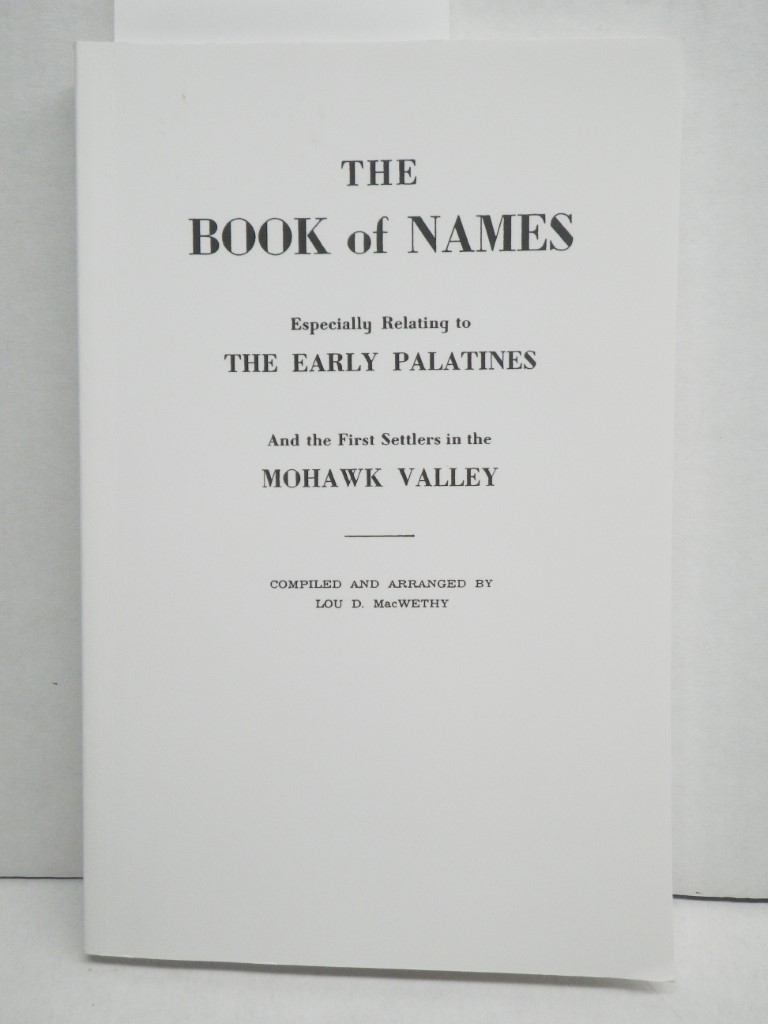 THE
BOOK of NAMES
Especially Relating to
THE EARLY PALATINES
And the First Settlers in the
MOHAWK VALLEY
COMPILED AND ARRANGED BY
LOU D. MacWETHY